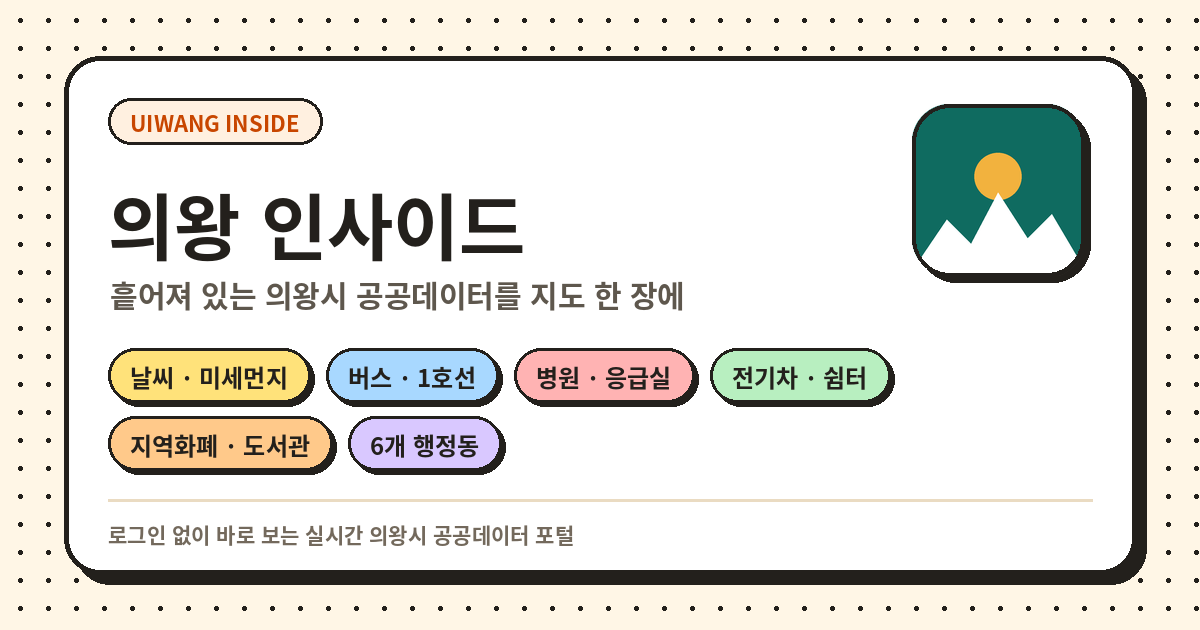 UIWANG INSIDE
의왕 인사이드
흩어져 있는 의왕시 공공데이터를 지도 한 장에
날씨 · 미세먼지 버스 · 1호선 병원 · 응급실 전기차 · 쉼터
지역화폐 · 도서관 6개 행정동
로그인 없이 바로 보는 실시간 의왕시 공공데이터 포털